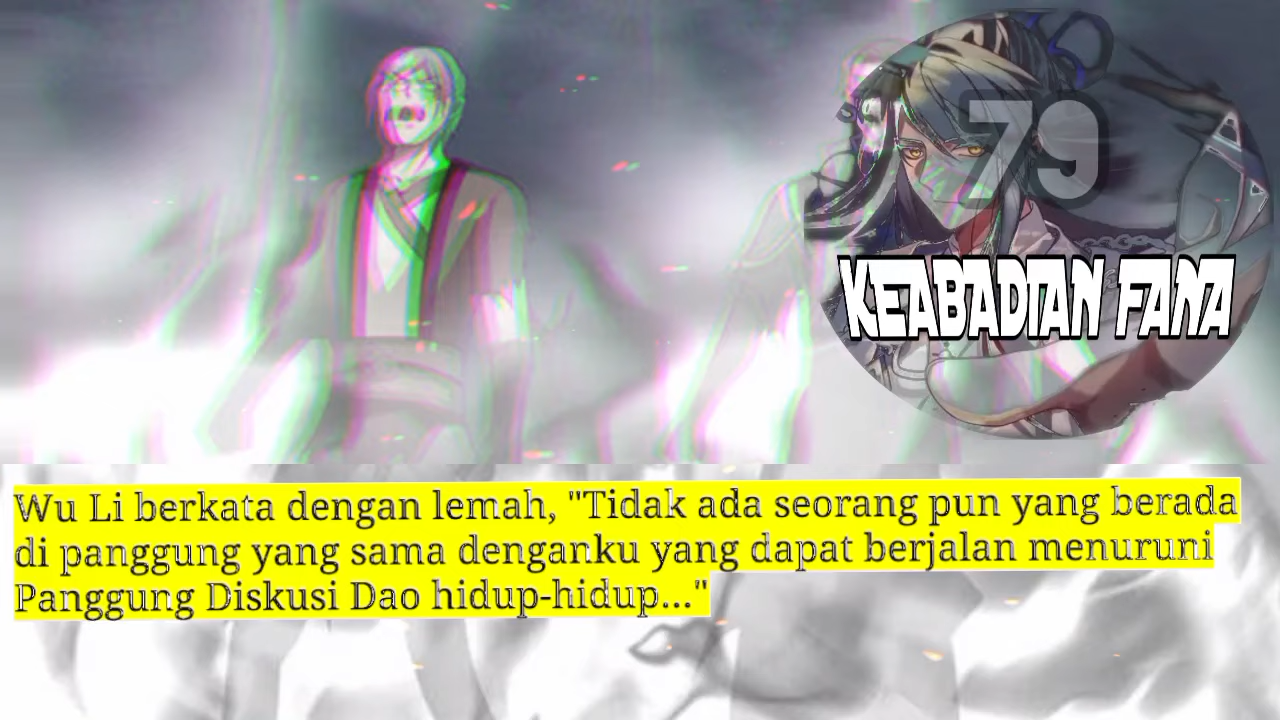 79
KEABADIAN FANA
Wu Li berkata dengan lemah, "Tidak ada seorang pun yang berada
di panggung yang sama denganku yang dapat berjalan menuruni
Panggung Diskusi Dao hidup-hidup..."